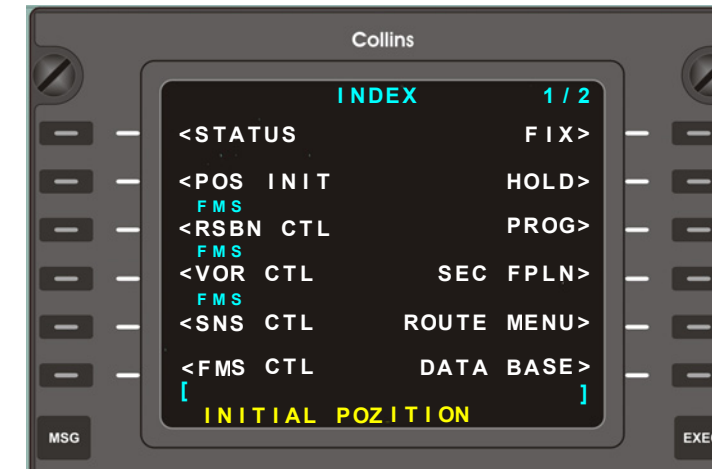 Collins
INDEX 1/2
<STATUS FIX>
<POS INIT HOLD>
FMS
<RSBN CTL PROG>
FMS
<VOR CTL SEC FPLN>
FMS
<SNS CTL ROUTE MENU>
<FMS CTL DATA BASE>
[ ]
INITIAL POZITION
MSG EXEC